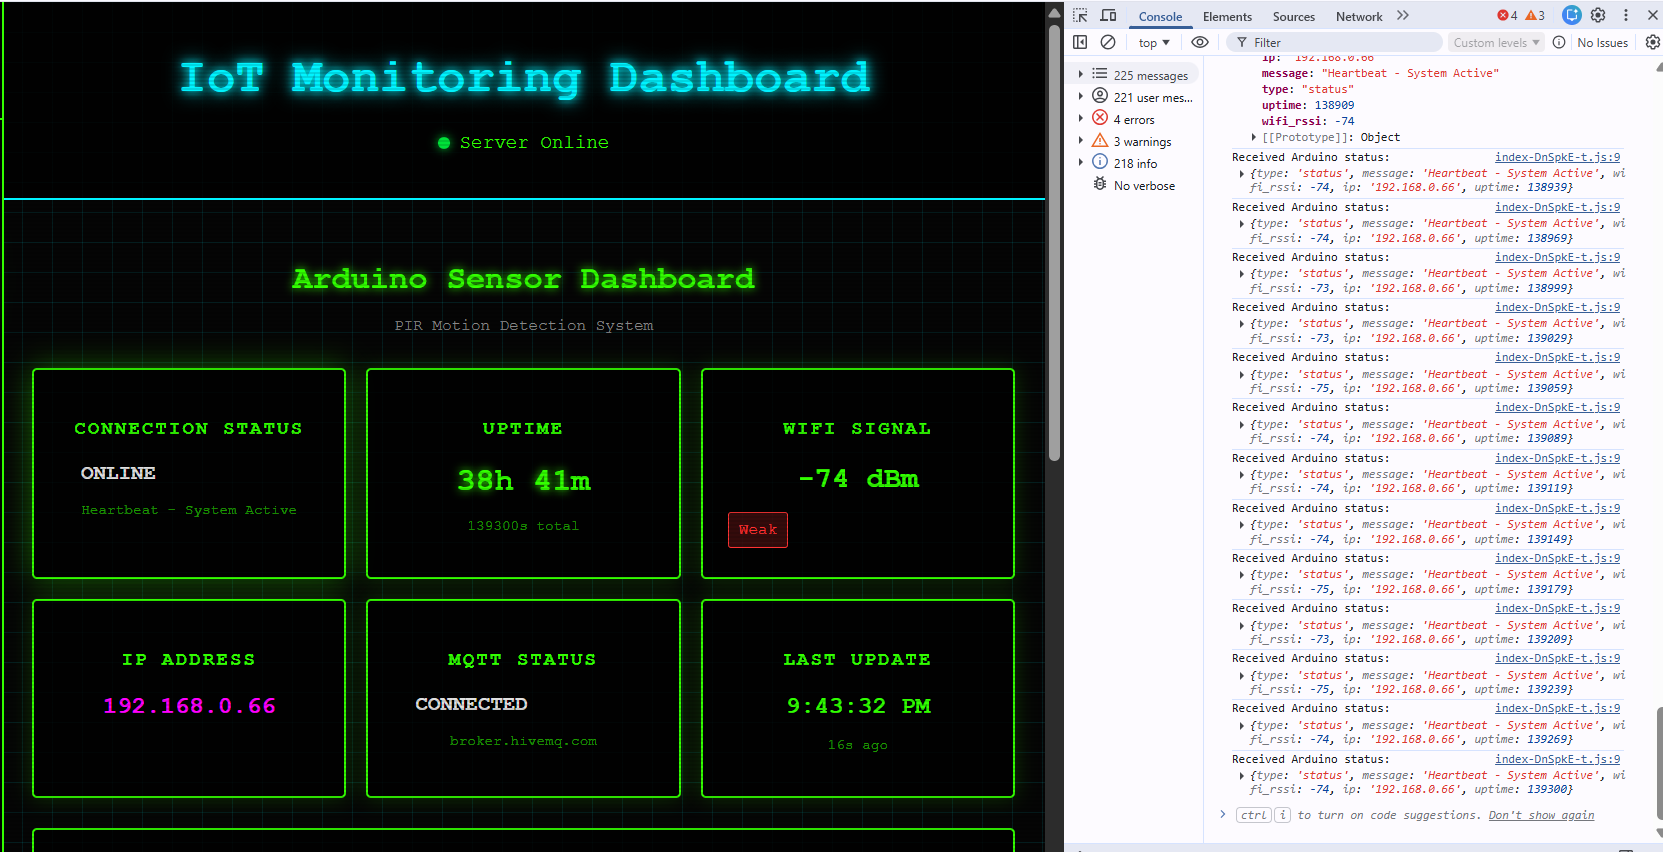 IoT Monitoring Dashboard
Server Online
Arduino Sensor Dashboard
PIR Motion Detection System
CONNECTION STATUS
ONLINE
Heartbeat - System Active
UPTIME
38h 41m
139300s total
WIFI SIGNAL
-74 dBm
Weak
IP ADDRESS
192.168.0.66
MQTT STATUS
CONNECTED
broker.hivemq.com
LAST UPDATE
9:43:32 PM
16s ago
Console Elements Sources Network 4 3
top Filter Custom levels No Issues
225 messages
221 user mes...
4 errors
3 warnings
218 info
No verbose
ip: "192.168.0.66"
message: "Heartbeat - System Active"
type: "status"
uptime: 138909
wifi_rssi: -74
[[Prototype]]: Object
Received Arduino status: index-DnSpkE-t.js:9
{type: 'status', message: 'Heartbeat - System Active', wi
fi_rssi: -74, ip: '192.168.0.66', uptime: 138939}
Received Arduino status: index-DnSpkE-t.js:9
{type: 'status', message: 'Heartbeat - System Active', wi
fi_rssi: -74, ip: '192.168.0.66', uptime: 138969}
Received Arduino status: index-DnSpkE-t.js:9
{type: 'status', message: 'Heartbeat - System Active', wi
fi_rssi: -73, ip: '192.168.0.66', uptime: 138999}
Received Arduino status: index-DnSpkE-t.js:9
{type: 'status', message: 'Heartbeat - System Active', wi
fi_rssi: -73, ip: '192.168.0.66', uptime: 139029}
Received Arduino status: index-DnSpkE-t.js:9
{type: 'status', message: 'Heartbeat - System Active', wi
fi_rssi: -75, ip: '192.168.0.66', uptime: 139059}
Received Arduino status: index-DnSpkE-t.js:9
{type: 'status', message: 'Heartbeat - System Active', wi
fi_rssi: -74, ip: '192.168.0.66', uptime: 139089}
Received Arduino status: index-DnSpkE-t.js:9
{type: 'status', message: 'Heartbeat - System Active', wi
fi_rssi: -74, ip: '192.168.0.66', uptime: 139119}
Received Arduino status: index-DnSpkE-t.js:9
{type: 'status', message: 'Heartbeat - System Active', wi
fi_rssi: -74, ip: '192.168.0.66', uptime: 139149}
Received Arduino status: index-DnSpkE-t.js:9
{type: 'status', message: 'Heartbeat - System Active', wi
fi_rssi: -75, ip: '192.168.0.66', uptime: 139179}
Received Arduino status: index-DnSpkE-t.js:9
{type: 'status', message: 'Heartbeat - System Active', wi
fi_rssi: -73, ip: '192.168.0.66', uptime: 139209}
Received Arduino status: index-DnSpkE-t.js:9
{type: 'status', message: 'Heartbeat - System Active', wi
fi_rssi: -75, ip: '192.168.0.66', uptime: 139239}
Received Arduino status: index-DnSpkE-t.js:9
{type: 'status', message: 'Heartbeat - System Active', wi
fi_rssi: -74, ip: '192.168.0.66', uptime: 139269}
Received Arduino status: index-DnSpkE-t.js:9
{type: 'status', message: 'Heartbeat - System Active', wi
fi_rssi: -74, ip: '192.168.0.66', uptime: 139300}
ctrl i to turn on code suggestions. Don't show again